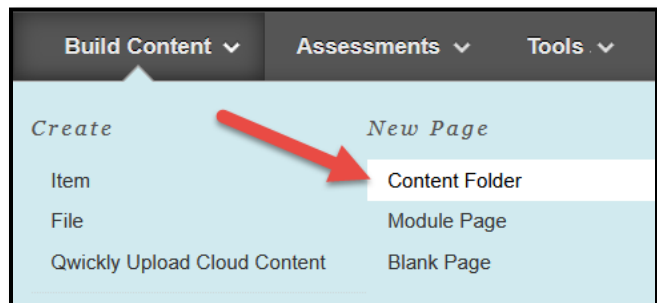 Build Content Assessments Tools
Create
New Page
Item
Content Folder
File
Module Page
Qwickly Upload Cloud Content
Blank Page